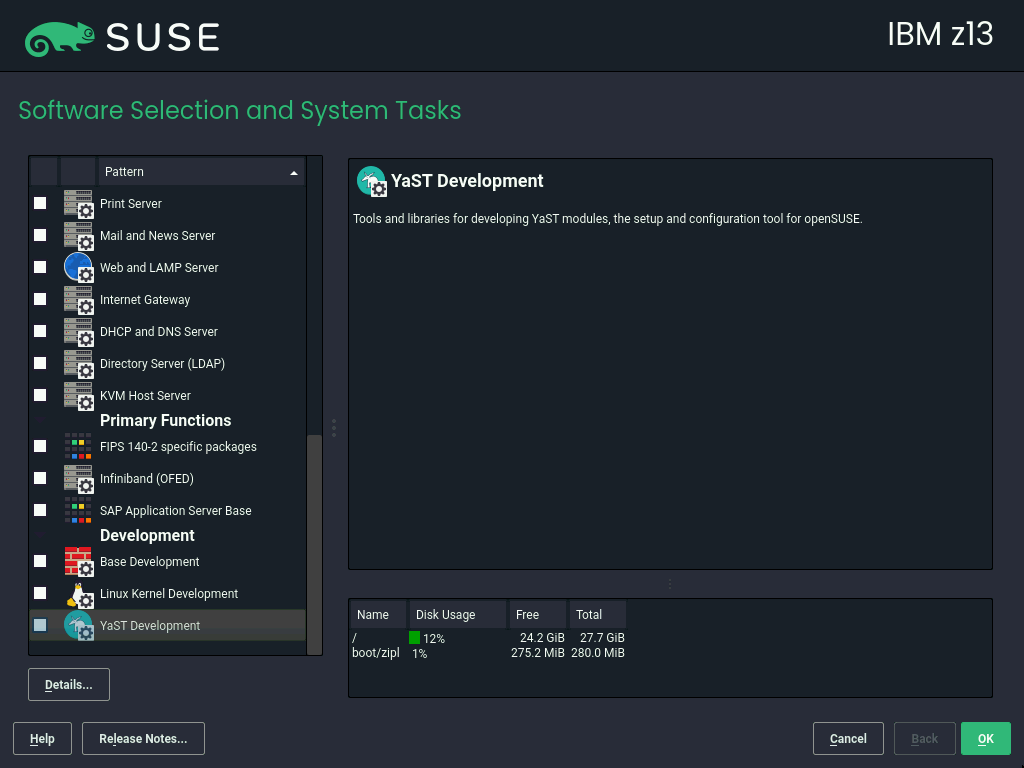 SUSE
IBM z13
Software Selection and System Tasks
Pattern
Print Server
Mail and News Server
Web and LAMP Server
Internet Gateway
DHCP and DNS Server
Directory Server (LDAP)
KVM Host Server
Primary Functions
FIPS 140-2 specific packages
Infiniband (OFED)
SAP Application Server Base
Development
Base Development
Linux Kernel Development
YaST Development
YaST Development
Tools and libraries for developing YaST modules, the setup and configuration tool for openSUSE.
Name Disk Usage Free Total
/ 12% 24.2 GiB 27.7 GiB
boot/zipl 1% 275.2 MiB 280.0 MiB
Details...
Help Release Notes... Cancel Back OK